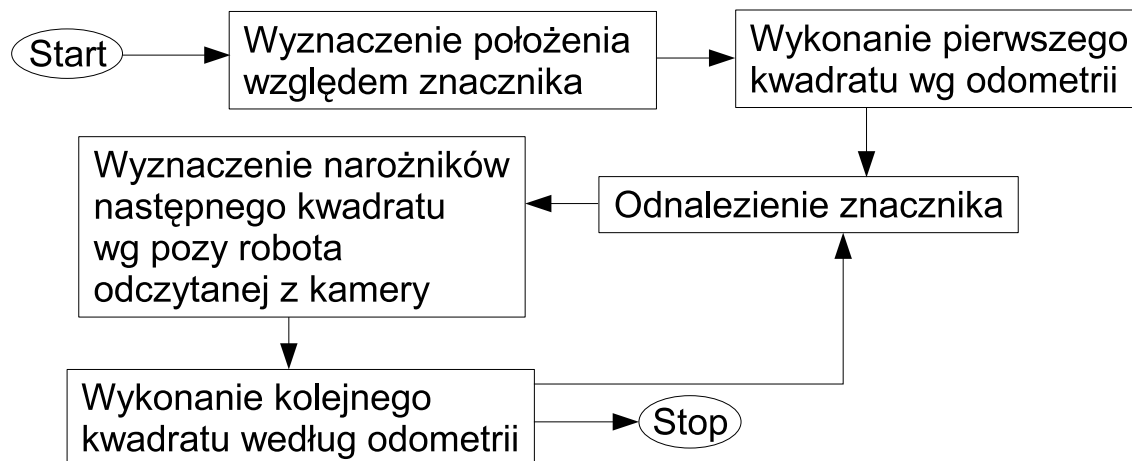 Start
Wyznaczenie położenia
względem znacznika
Wykonanie pierwszego
kwadratu wg odometrii
Odnalezienie znacznika
Wyznaczenie narożników
następnego kwadratu
wg pozy robota
odczytanej z kamery
Wykonanie kolejnego
kwadratu według odometrii
Stop